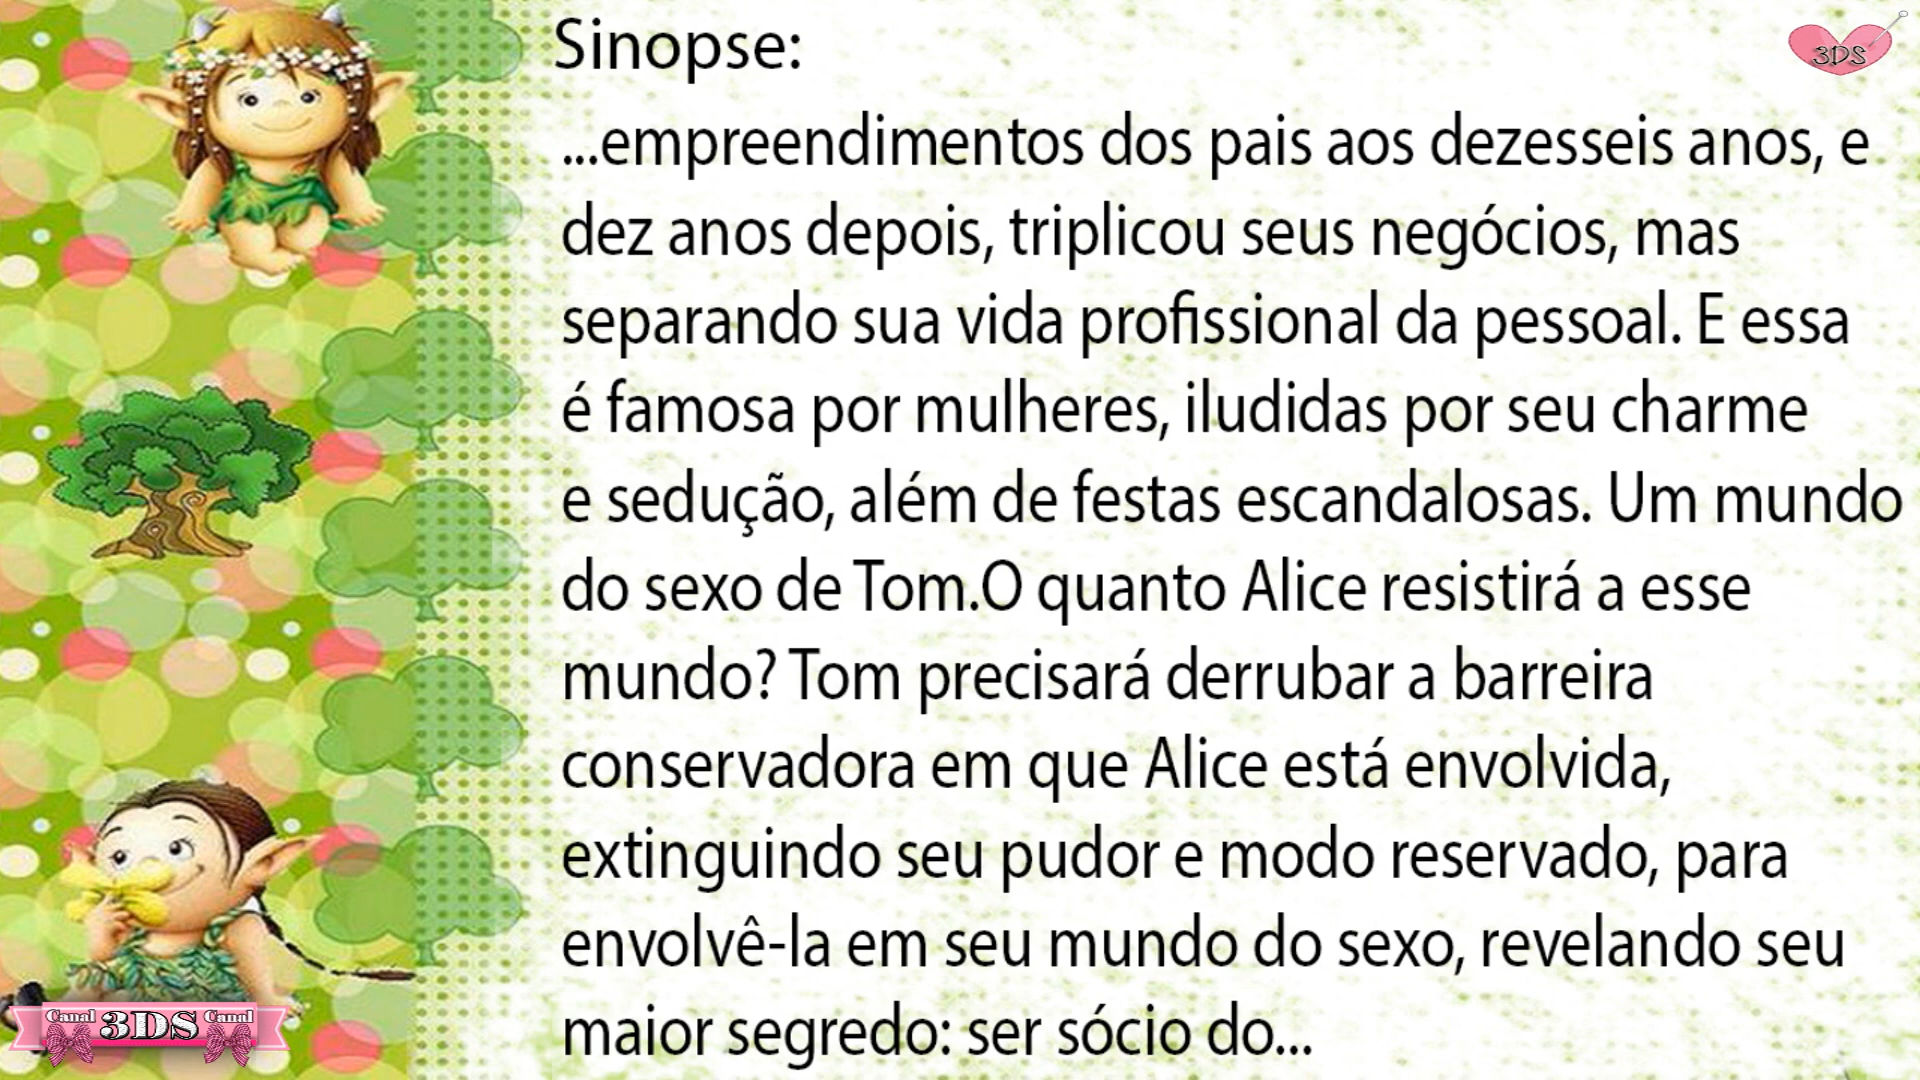 Sinopse:
3DS
...empreendimentos dos pais aos dezesseis anos, e
dez anos depois, triplicou seus negócios, mas
separando sua vida profissional da pessoal. E essa
é famosa por mulheres, iludidas por seu charme
e sedução, além de festas escandalosas. Um mundo
do sexo de Tom.O quanto Alice resistirá a esse
mundo? Tom precisará derrubar a barreira
conservadora em que Alice está envolvida,
extinguindo seu pudor e modo reservado, para
envolvê-la em seu mundo do sexo, revelando seu
maior segredo: ser sócio do...
Canal 3DS Canal